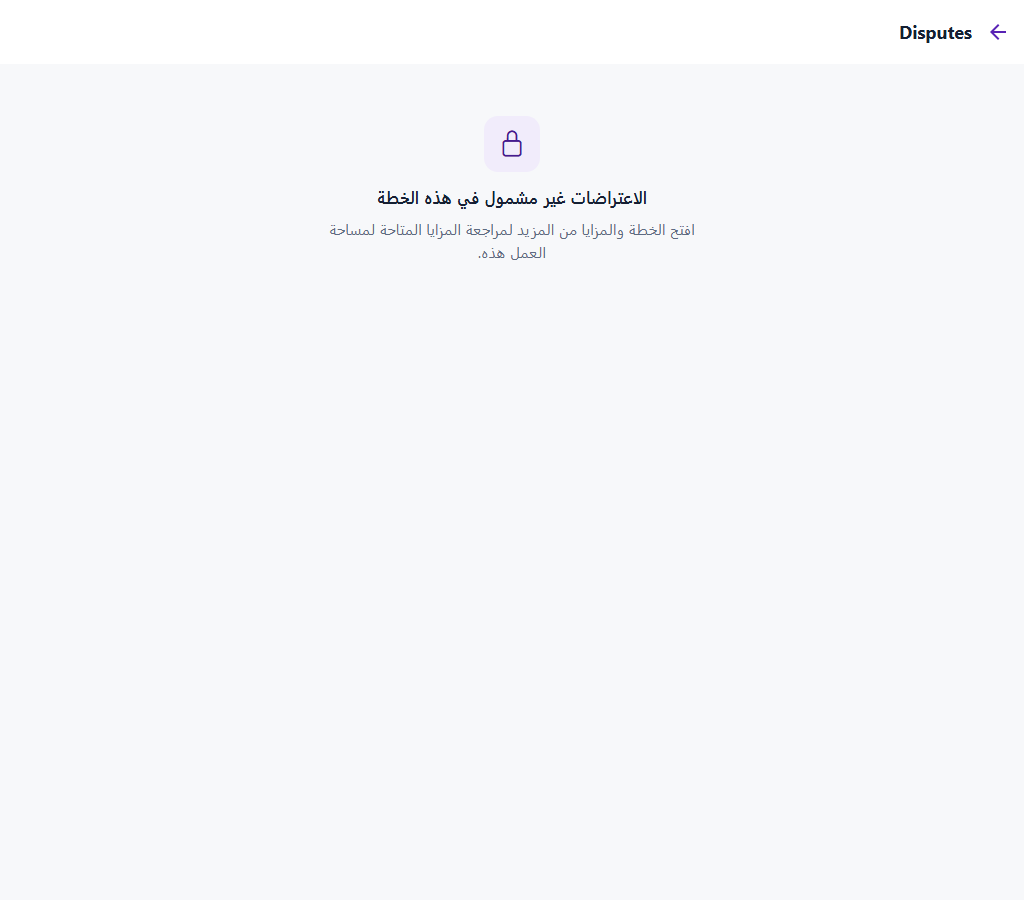 Disputes
الاعتراضات غير مشمول في هذه الخطة
افتح الخطة والمزايا من المزيد لمراجعة المزايا المتاحة لمساحة
العمل هذه.